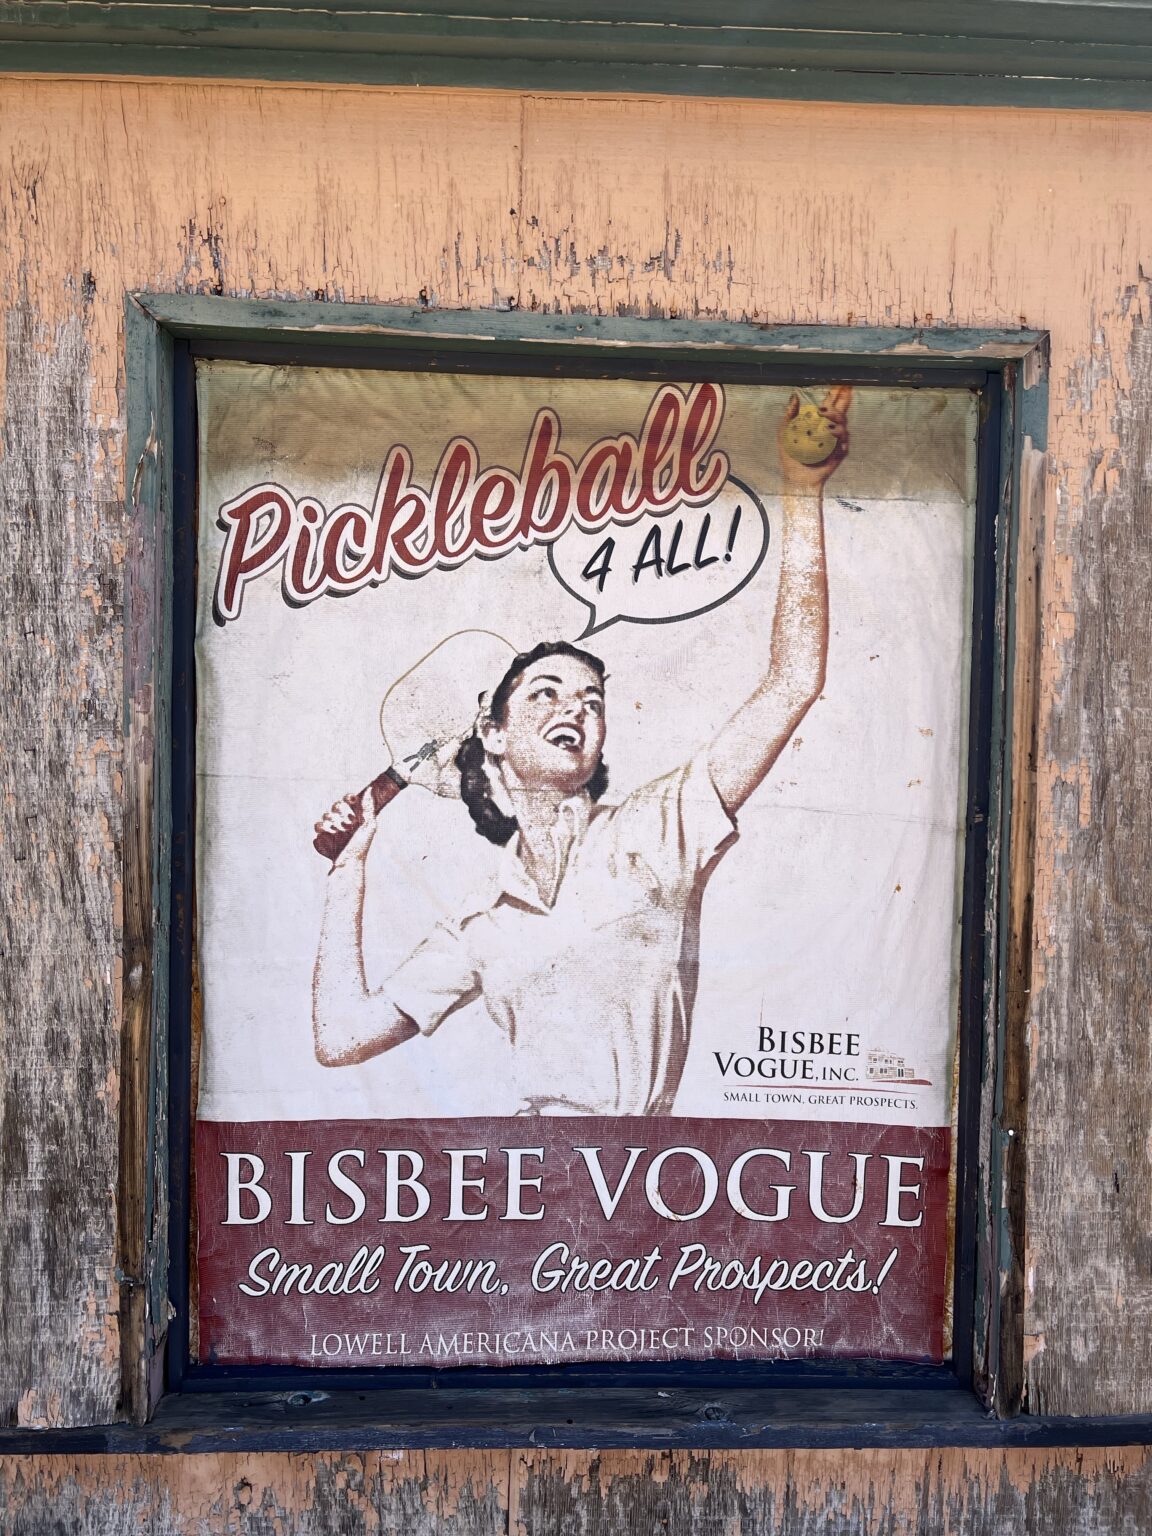 Pickleball
4 ALL!
BISBEE
VOGUE, INC.
SMALL TOWN. GREAT PROSPECTS.
BISBEE VOGUE
Small Town, Great Prospects!
LOWELL AMERICANA PROJECT SPONSOR!